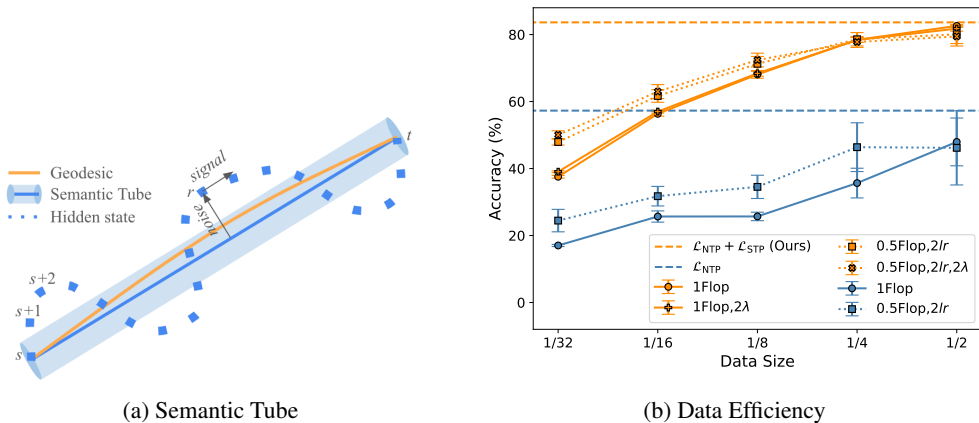 Geodesic
Semantic Tube
Hidden state
signal
r
noise
t
s+2
s+1
s
(a) Semantic Tube
Accuracy (%)
80
60
40
20
0
ℒNTP + ℒSTP (Ours)
ℒNTP
1Flop
1Flop,2λ
0.5Flop,2lr
0.5Flop,2lr,2λ
1Flop
0.5Flop,2lr
1/32 1/16 1/8 1/4 1/2
Data Size
(b) Data Efficiency